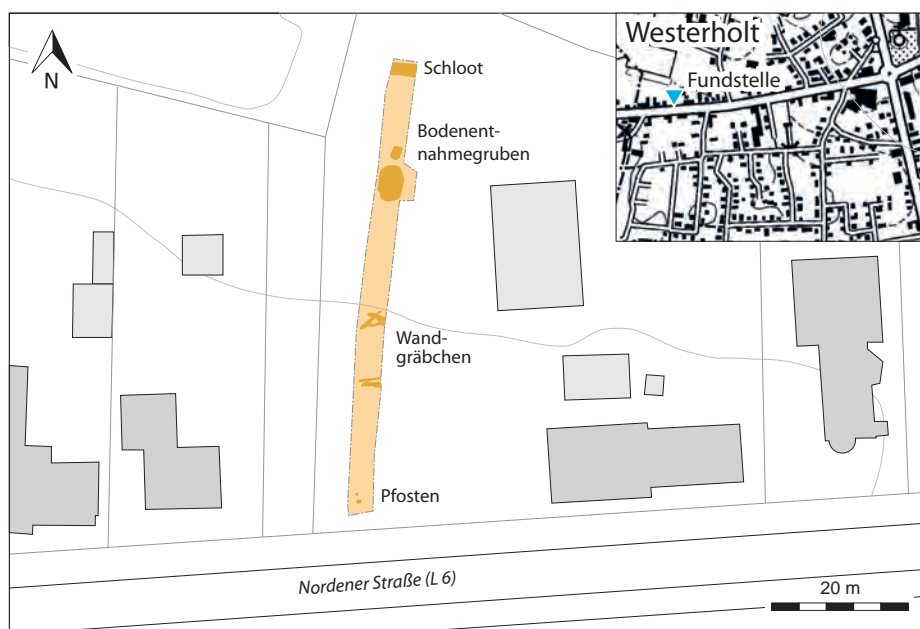 N
Schloot
Bodenent-
nahmegruben
Wand-
gräbchen
Pfosten
Nordener Straße (L 6)
20 m
Westerholt
Fundstelle